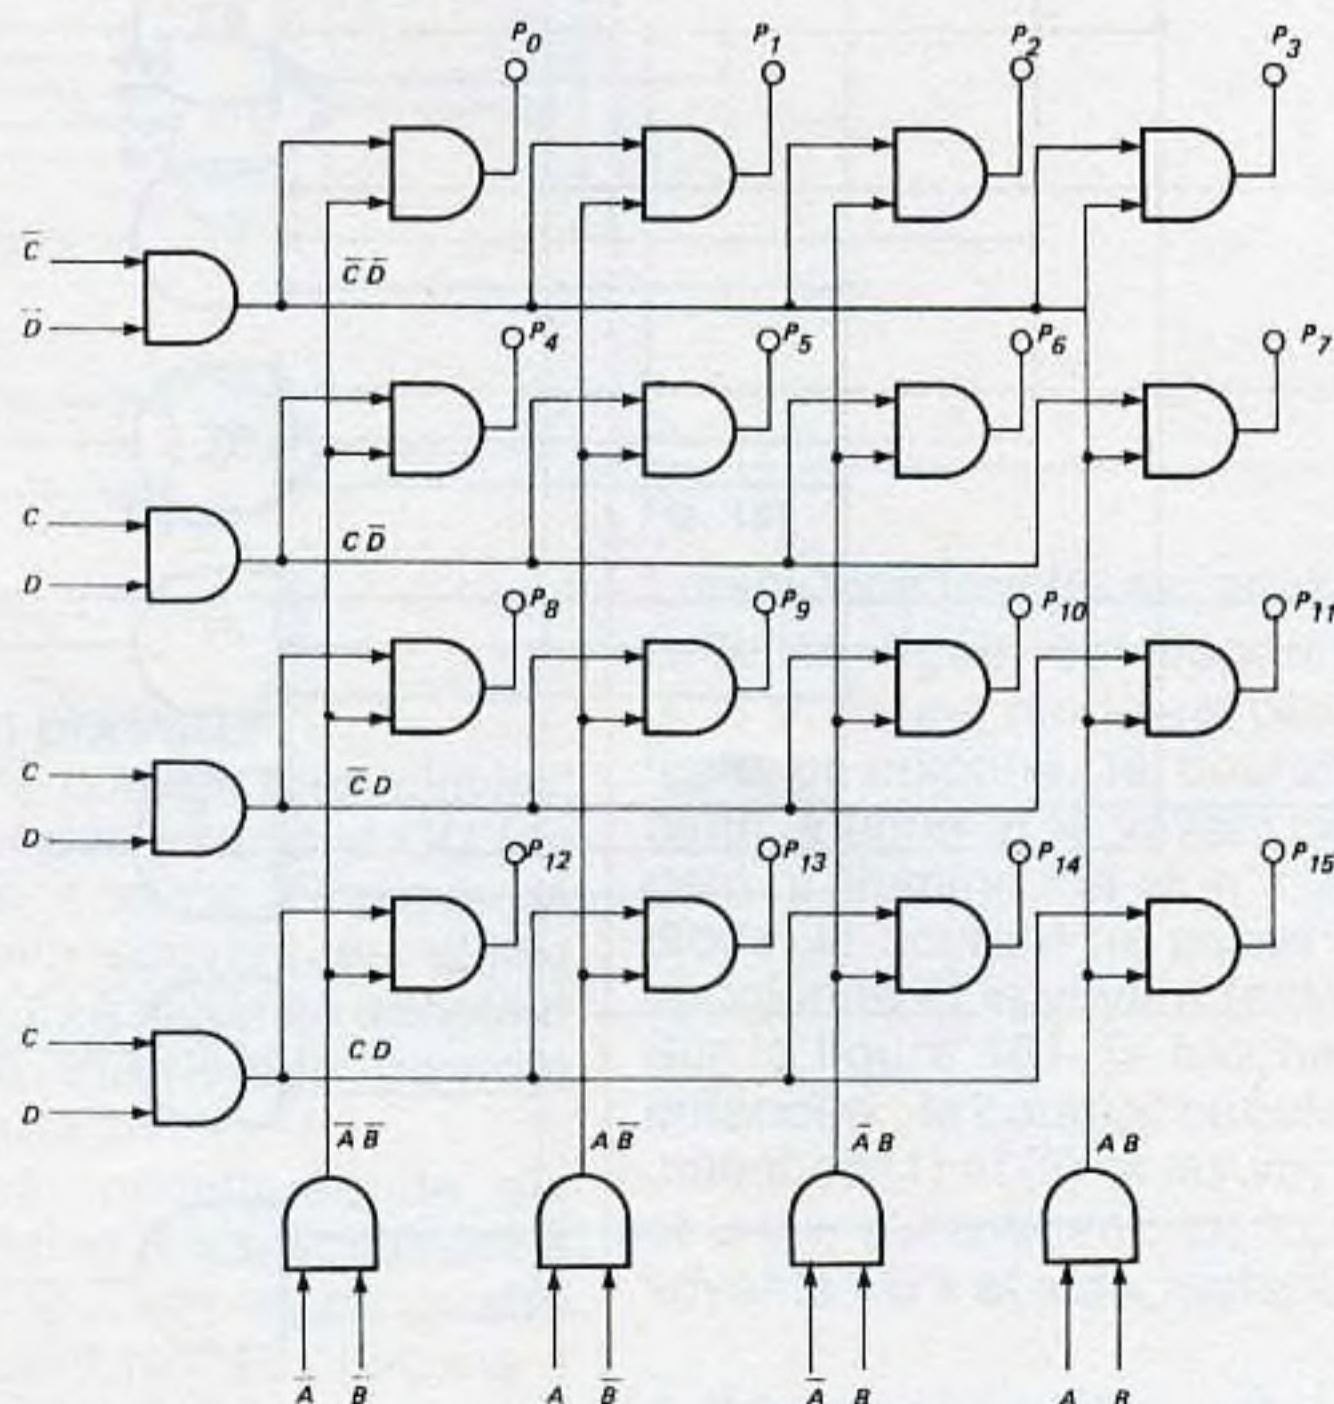 P0 P1 P2 P3
C̅
C̅ D̅
D̅
P4 P5 P6 P7
C
C D̅
D
P8 P9 P10 P11
C
C̅ D
D
P12 P13 P14 P15
C
C D
D
A̅ B̅ A B̅ A̅ B A B
A̅ B̅ A B̅ A̅ B A B